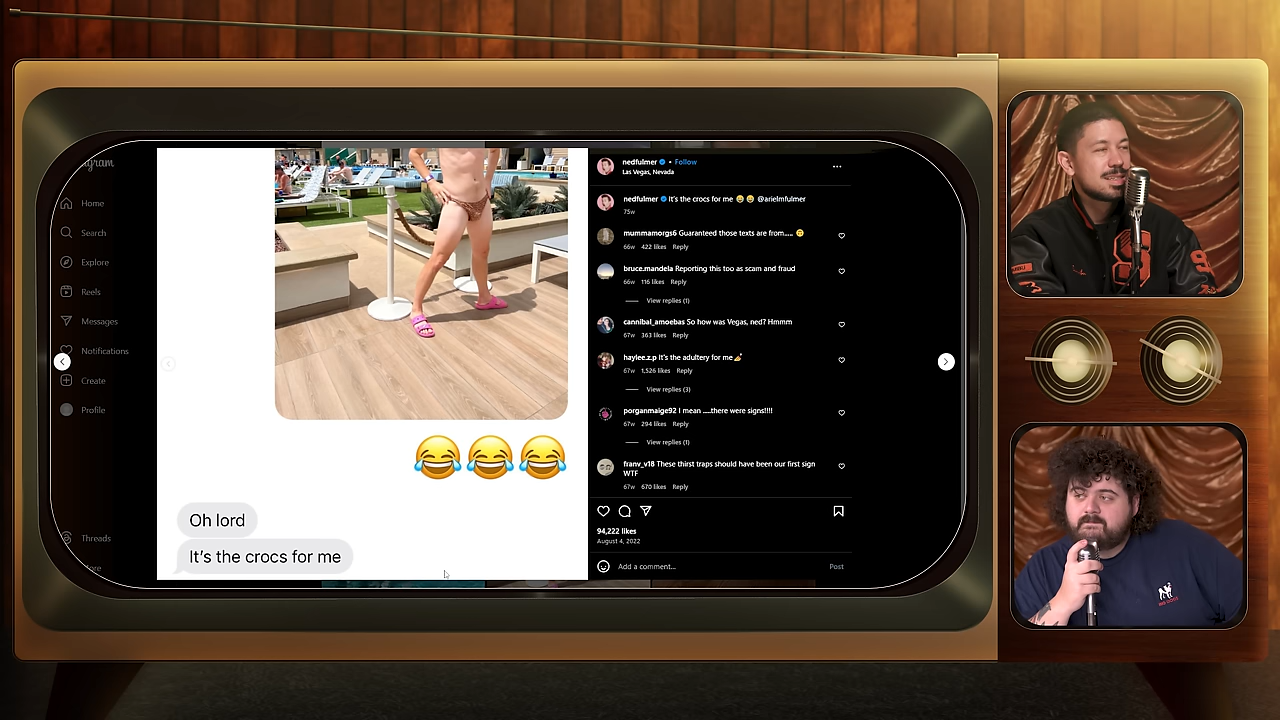 agram
Home
Search
Explore
Reels
Messages
Notifications
Create
Profile
Threads
ore
Oh lord
It's the crocs for me
nedfulmer • Follow
Las Vegas, Nevada
nedfulmer It's the crocs for me 😂 😂 @arielmfulmer
75w
mummamorgs6 Guaranteed those texts are from..... 🙃
66w 422 likes Reply
bruce.mandela Reporting this too as scam and fraud
66w 116 likes Reply
View replies (1)
cannibal_amoebas So how was Vegas, ned? Hmmm
67w 363 likes Reply
haylee.z.p It's the adultery for me💅
67w 1,526 likes Reply
View replies (3)
porganmaige92 I mean .....there were signs!!!!
67w 294 likes Reply
View replies (1)
franv_v18 These thirst traps should have been our first sign
WTF
67w 670 likes Reply
94,222 likes
August 4, 2022
Add a comment...
Post
S
9